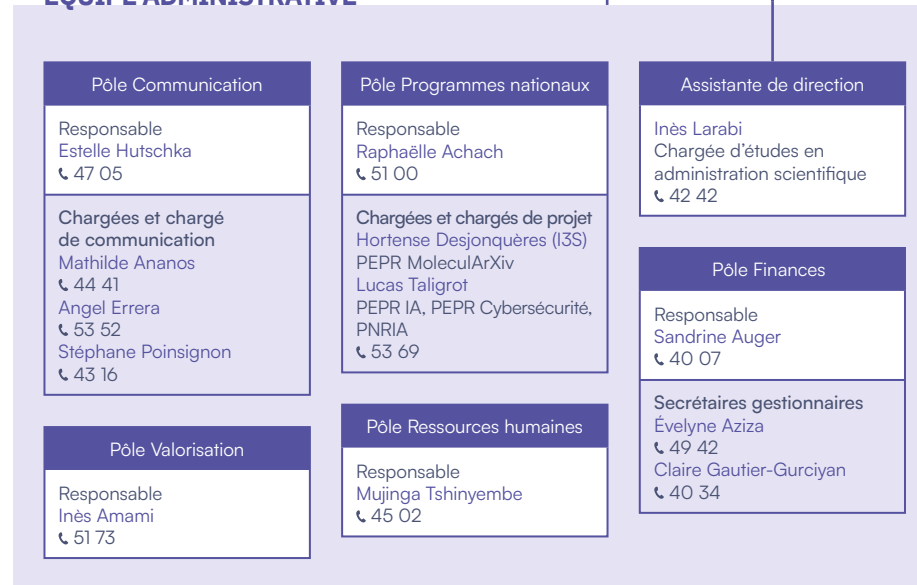 ÉQUIPE ADMINISTRATIVE
Pôle Communication
Responsable
Estelle Hutschka
47 05
Chargées et chargé
de communication
Mathilde Ananos
44 41
Angel Errera
53 52
Stéphane Poinsignon
43 16
Pôle Valorisation
Responsable
Inès Amami
51 73
Pôle Programmes nationaux
Responsable
Raphaëlle Achach
51 00
Chargées et chargés de projet
Hortense Desjonquères (I3S)
PEPR MoleculArXiv
Lucas Taligrot
PEPR IA, PEPR Cybersécurité,
PNRIA
53 69
Pôle Ressources humaines
Responsable
Mujinga Tshinyembe
45 02
Assistante de direction
Inès Larabi
Chargée d'études en
administration scientifique
42 42
Pôle Finances
Responsable
Sandrine Auger
40 07
Secrétaires gestionnaires
Évelyne Aziza
49 42
Claire Gautier-Gurciyan
40 34